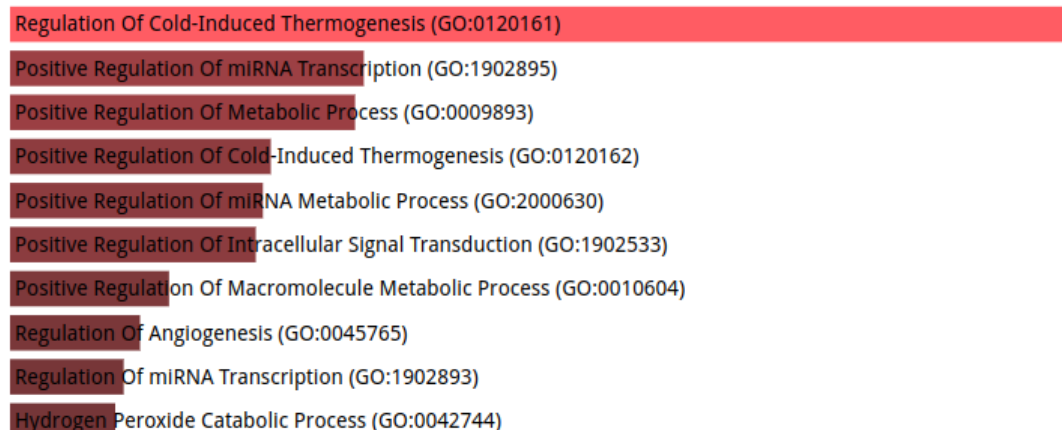 Regulation Of Cold-Induced Thermogenesis (GO:0120161)
Positive Regulation Of miRNA Transcription (GO:1902895)
Positive Regulation Of Metabolic Process (GO:0009893)
Positive Regulation Of Cold-Induced Thermogenesis (GO:0120162)
Positive Regulation Of miRNA Metabolic Process (GO:2000630)
Positive Regulation Of Intracellular Signal Transduction (GO:1902533)
Positive Regulation Of Macromolecule Metabolic Process (GO:0010604)
Regulation Of Angiogenesis (GO:0045765)
Regulation Of miRNA Transcription (GO:1902893)
Hydrogen Peroxide Catabolic Process (GO:0042744)